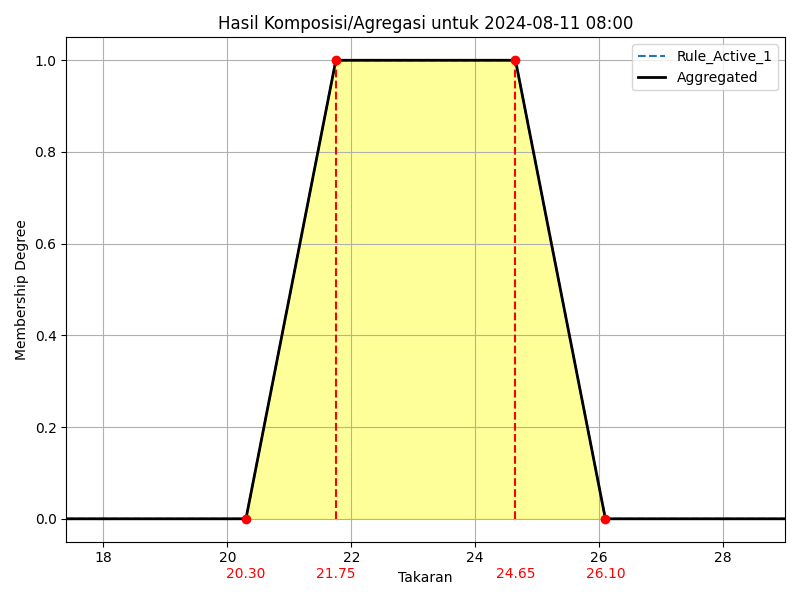 Hasil Komposisi/Agregasi untuk 2024-08-11 08:00
Rule_Active_1
Aggregated
Membership Degree
1.0
0.8
0.6
0.4
0.2
0.0
18 20 22 24 26 28
20.30 21.75 24.65 26.10
Takaran